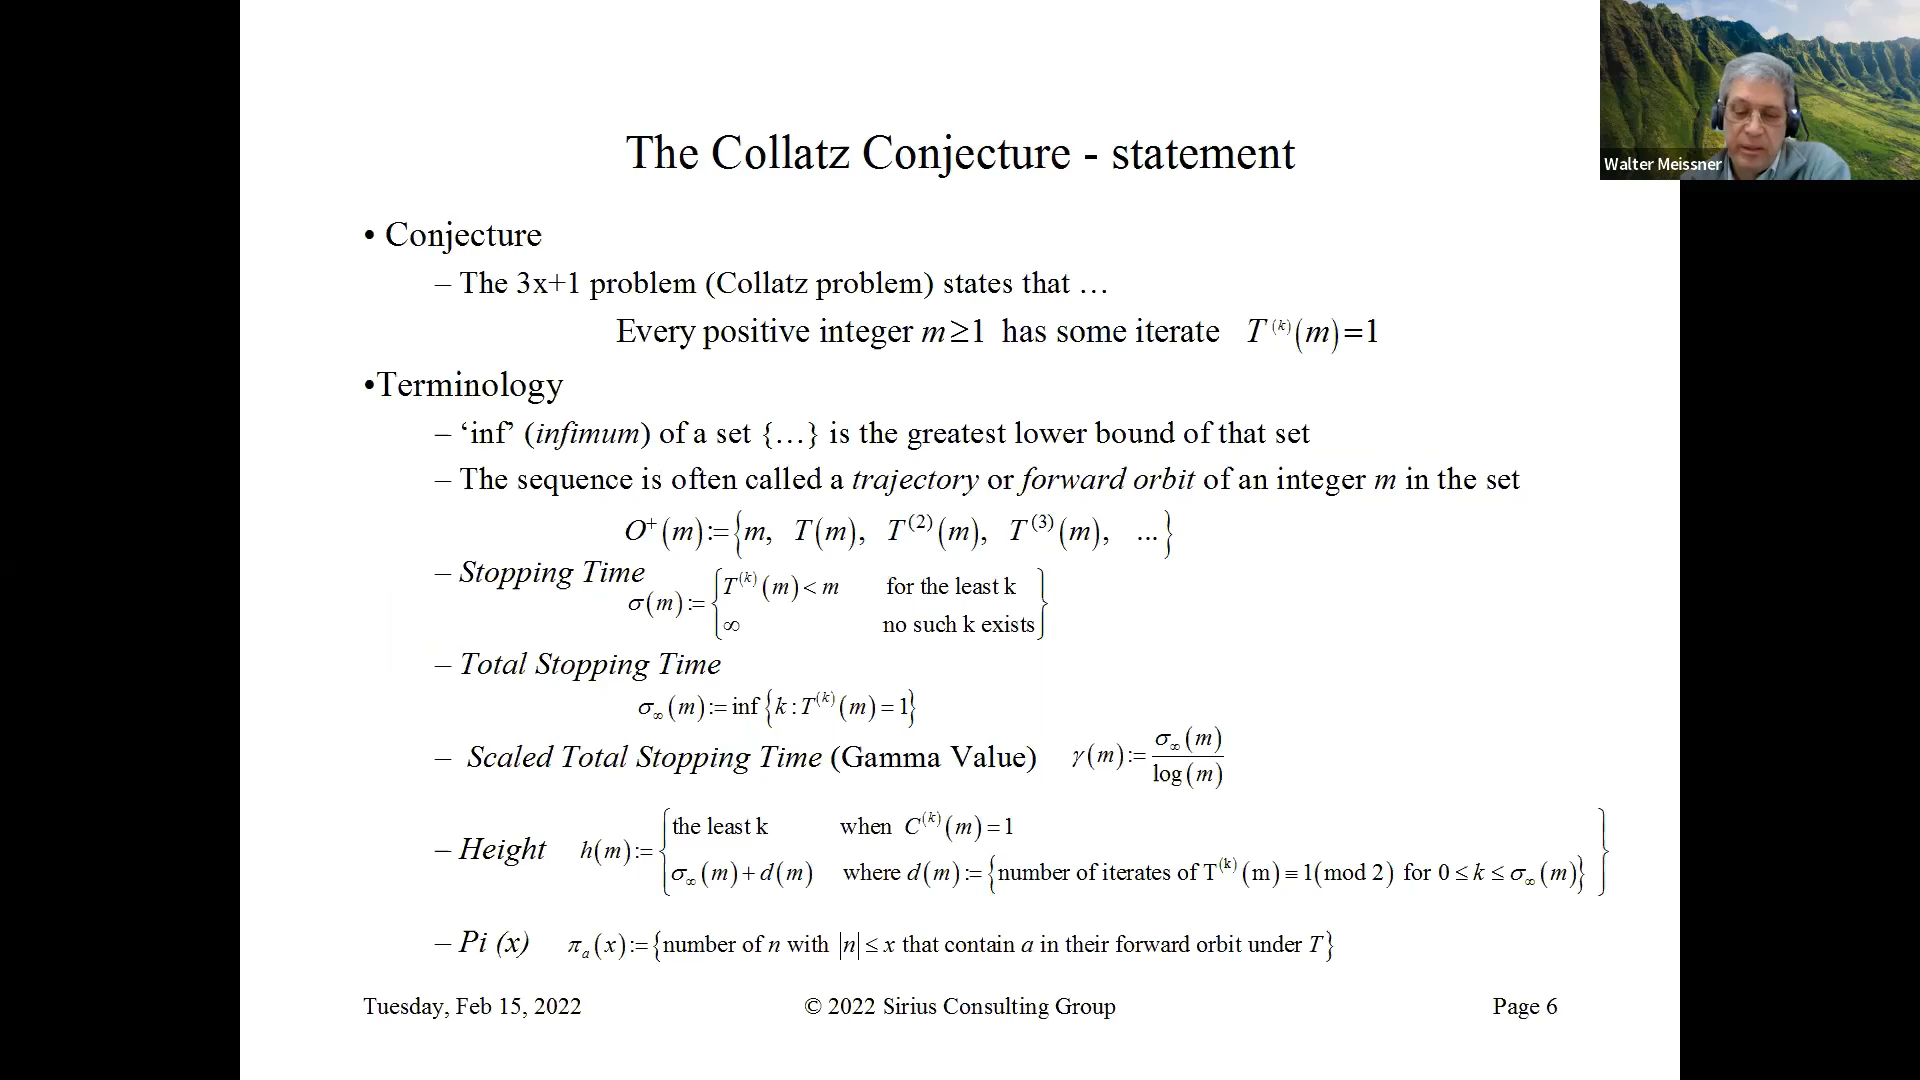 Walter Meissner
The Collatz Conjecture - statement
• Conjecture
– The 3x+1 problem (Collatz problem) states that …
Every positive integer m≥1 has some iterate T^(k)(m)=1
•Terminology
– ‘inf’ (infimum) of a set {…} is the greatest lower bound of that set
– The sequence is often called a trajectory or forward orbit of an integer m in the set
O⁺(m):={m, T(m), T^(2)(m), T^(3)(m), ...}
– Stopping Time
σ(m):={T^(k)(m)<m for the least k
∞ no such k exists}
– Total Stopping Time
σ_∞(m):=inf{k:T^(k)(m)=1}
– Scaled Total Stopping Time (Gamma Value) γ(m):=σ_∞(m)/log(m)
– Height h(m):={the least k when C^(k)(m)=1
σ_∞(m)+d(m) where d(m):={number of iterates of T^(k)(m)≡1(mod 2) for 0≤k≤σ_∞(m)}}
– Pi (x) π_a(x):={number of n with |n|≤x that contain a in their forward orbit under T}
Tuesday, Feb 15, 2022 © 2022 Sirius Consulting Group Page 6